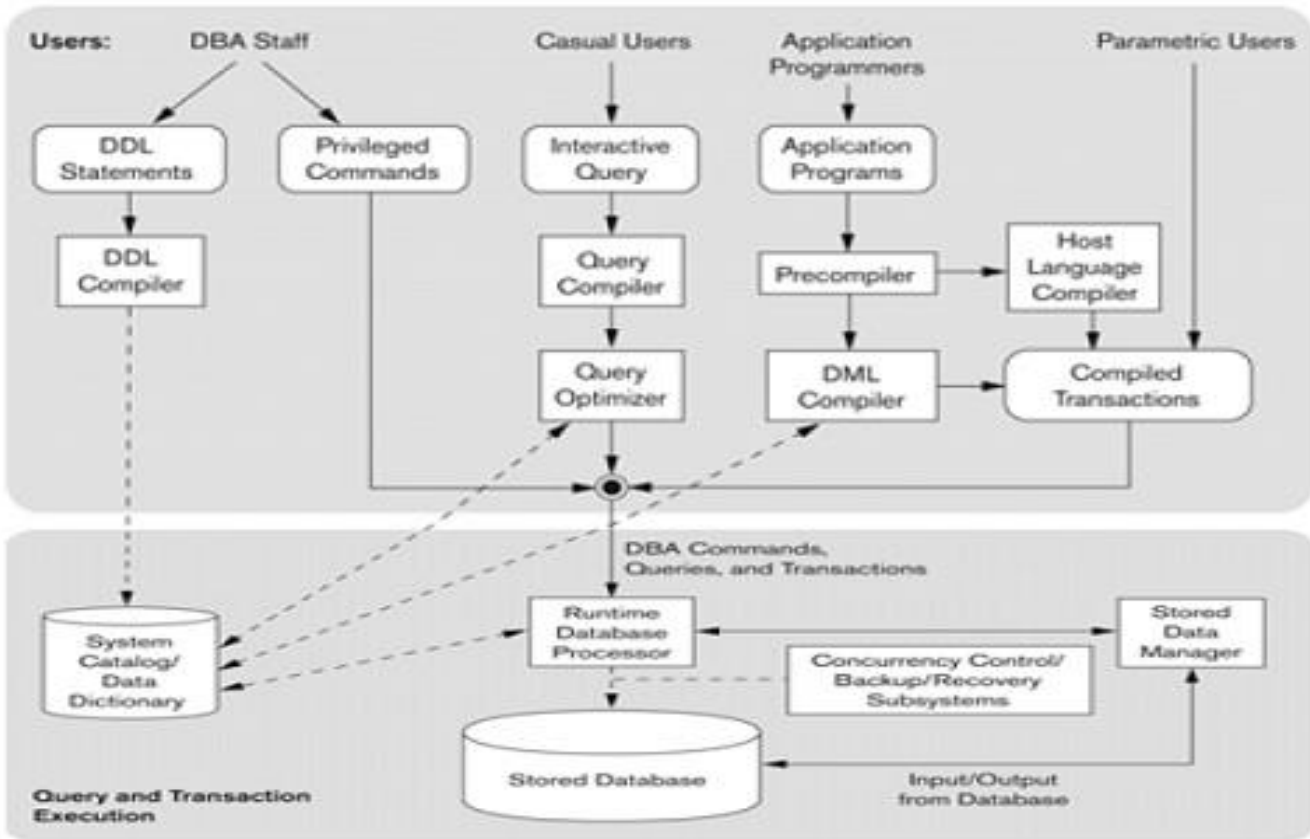 Users:
DBA Staff
Casual Users
Application
Programmers
Parametric Users
DDL
Statements
Privileged
Commands
Interactive
Query
Application
Programs
DDL
Compiler
Query
Compiler
Precompiler
Host
Language
Compiler
Query
Optimizer
DML
Compiler
Compiled
Transactions
DBA Commands,
Queries, and Transactions
System
Catalog/
Data
Dictionary
Runtime
Database
Processor
Stored
Data
Manager
Concurrency Control/
Backup/Recovery
Subsystems
Stored Database
Input/Output
from Database
Query and Transaction
Execution